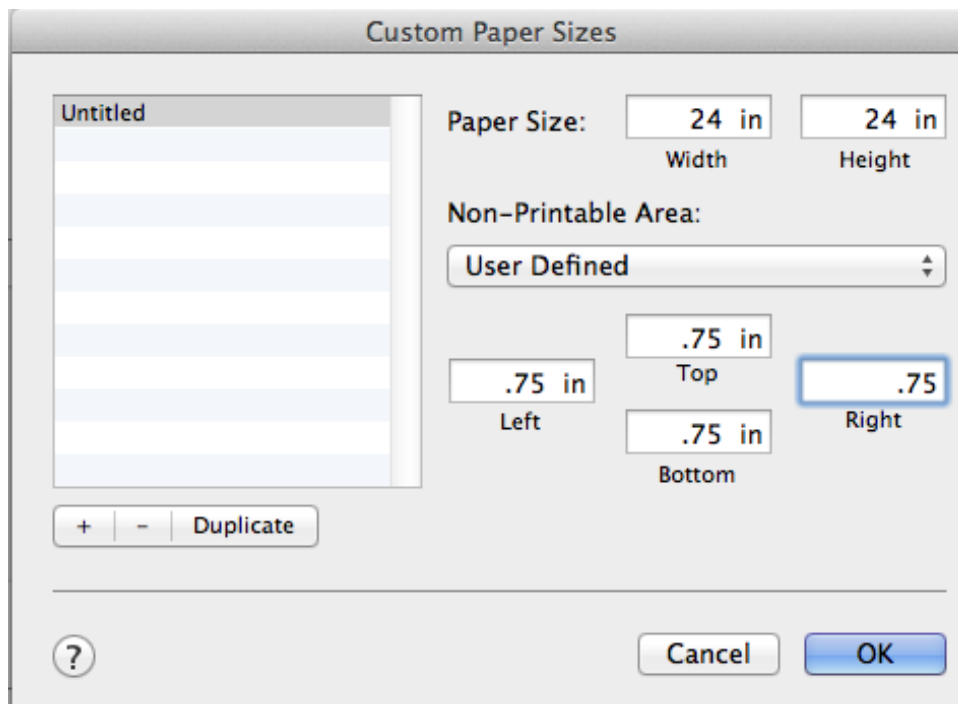 Custom Paper Sizes
Untitled
Paper Size:
24 in
24 in
Width
Height
Non-Printable Area:
User Defined
.75 in
Top
.75 in
Left
.75
Right
.75 in
Bottom
+
-
Duplicate
?
Cancel
OK